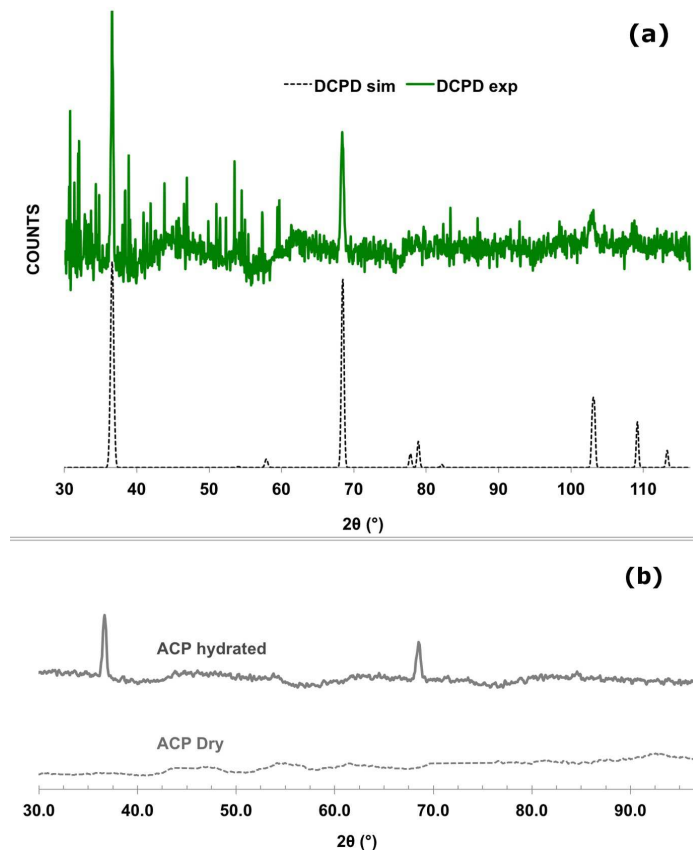 (a)
DCPD sim DCPD exp
COUNTS
30 40 50 60 70 80 90 100 110
2θ (°)
(b)
ACP hydrated
ACP Dry
30.0 40.0 50.0 60.0 70.0 80.0 90.0
2θ (°)